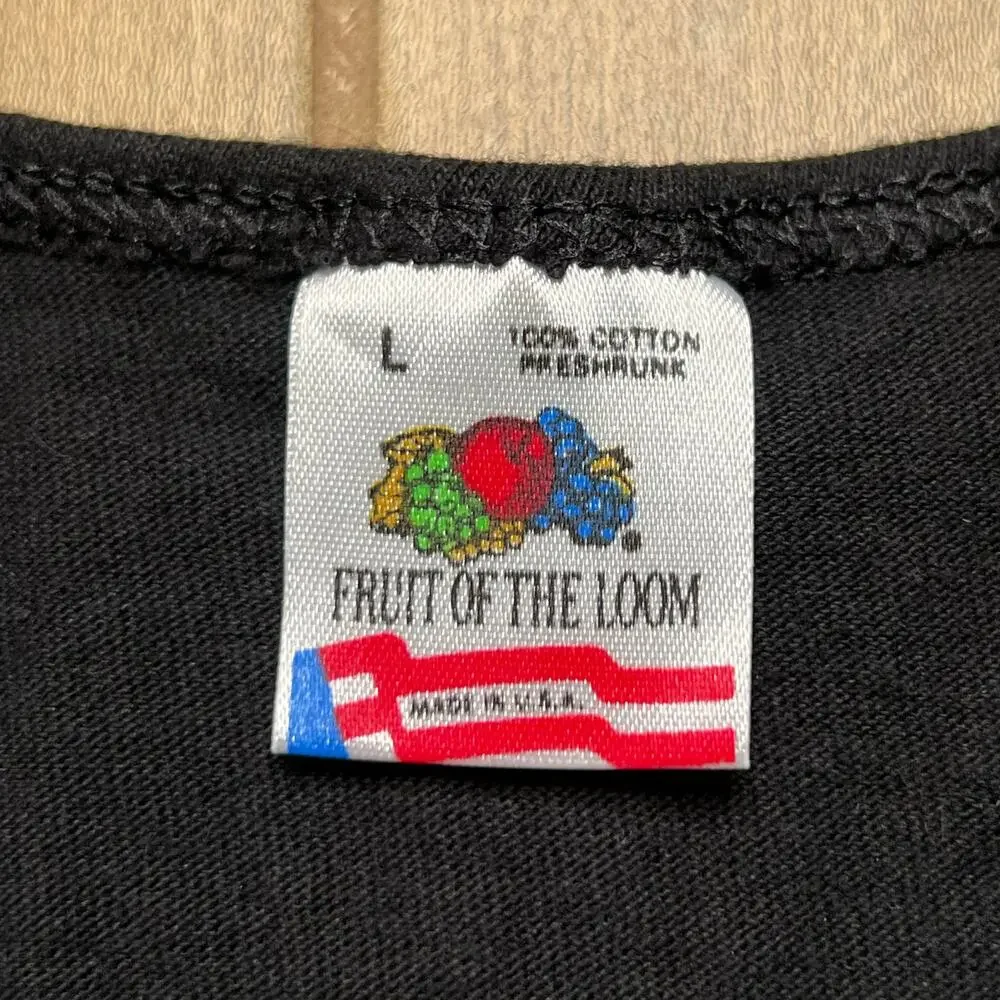 L
100% COTTON
PRESHRUNK
FRUIT OF THE LOOM
MADE IN U.S.A.